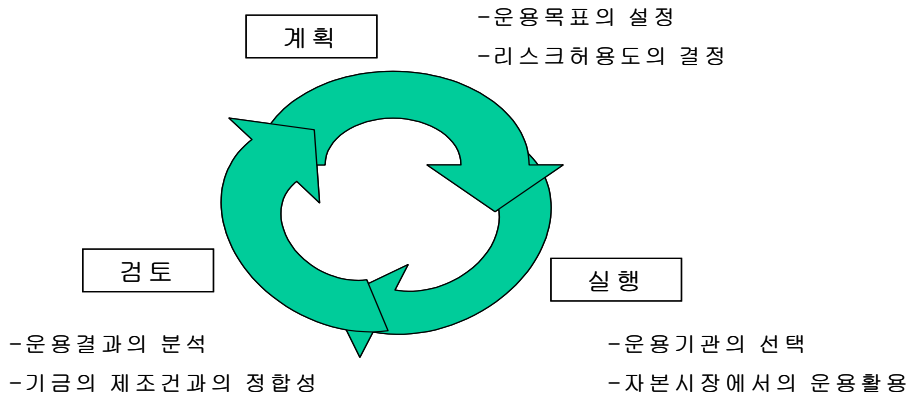 계획
-운용목표의 설정
-리스크허용도의 결정
검토
실행
-운용결과의 분석
-기금의 제조건과의 정합성
-운용기관의 선택
-자본시장에서의 운용활용